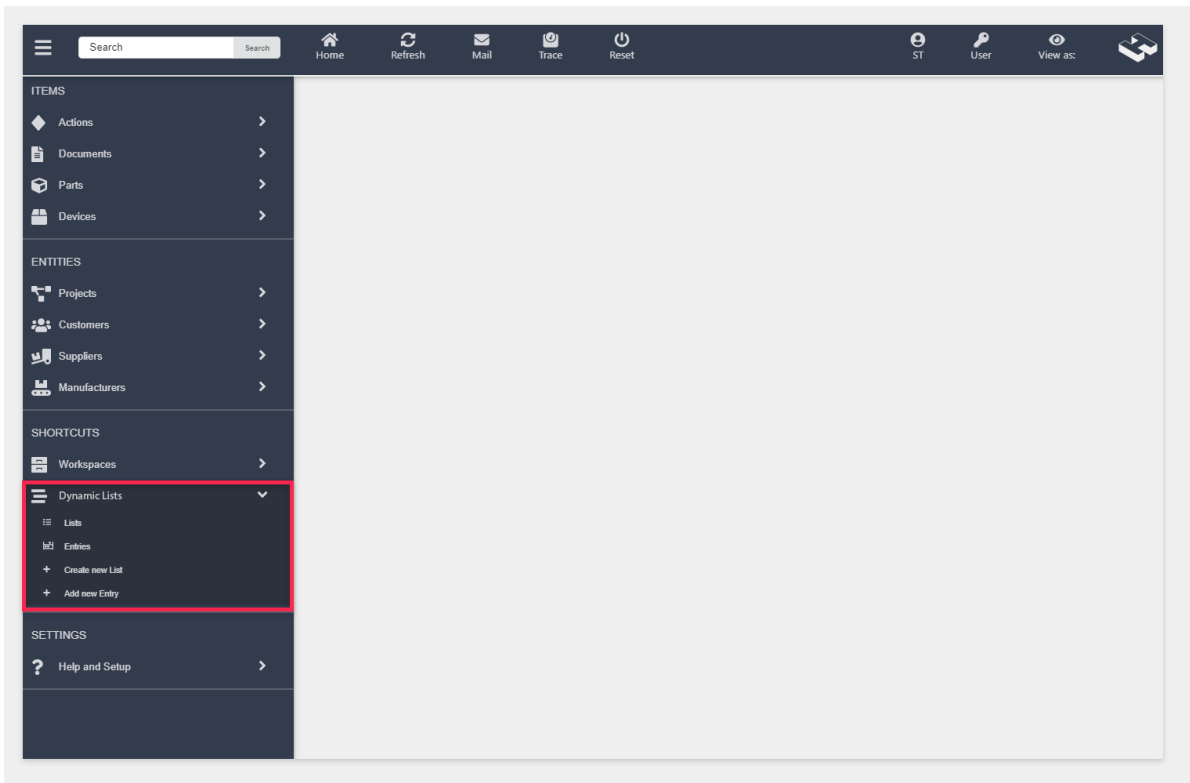 Search
Search
Home
Refresh
Mail
Trace
Reset
ST
User
View as:
ITEMS
Actions
Documents
Parts
Devices
ENTITIES
Projects
Customers
Suppliers
Manufacturers
SHORTCUTS
Workspaces
Dynamic Lists
Lists
Entries
Create new List
Add new Entry
SETTINGS
Help and Setup